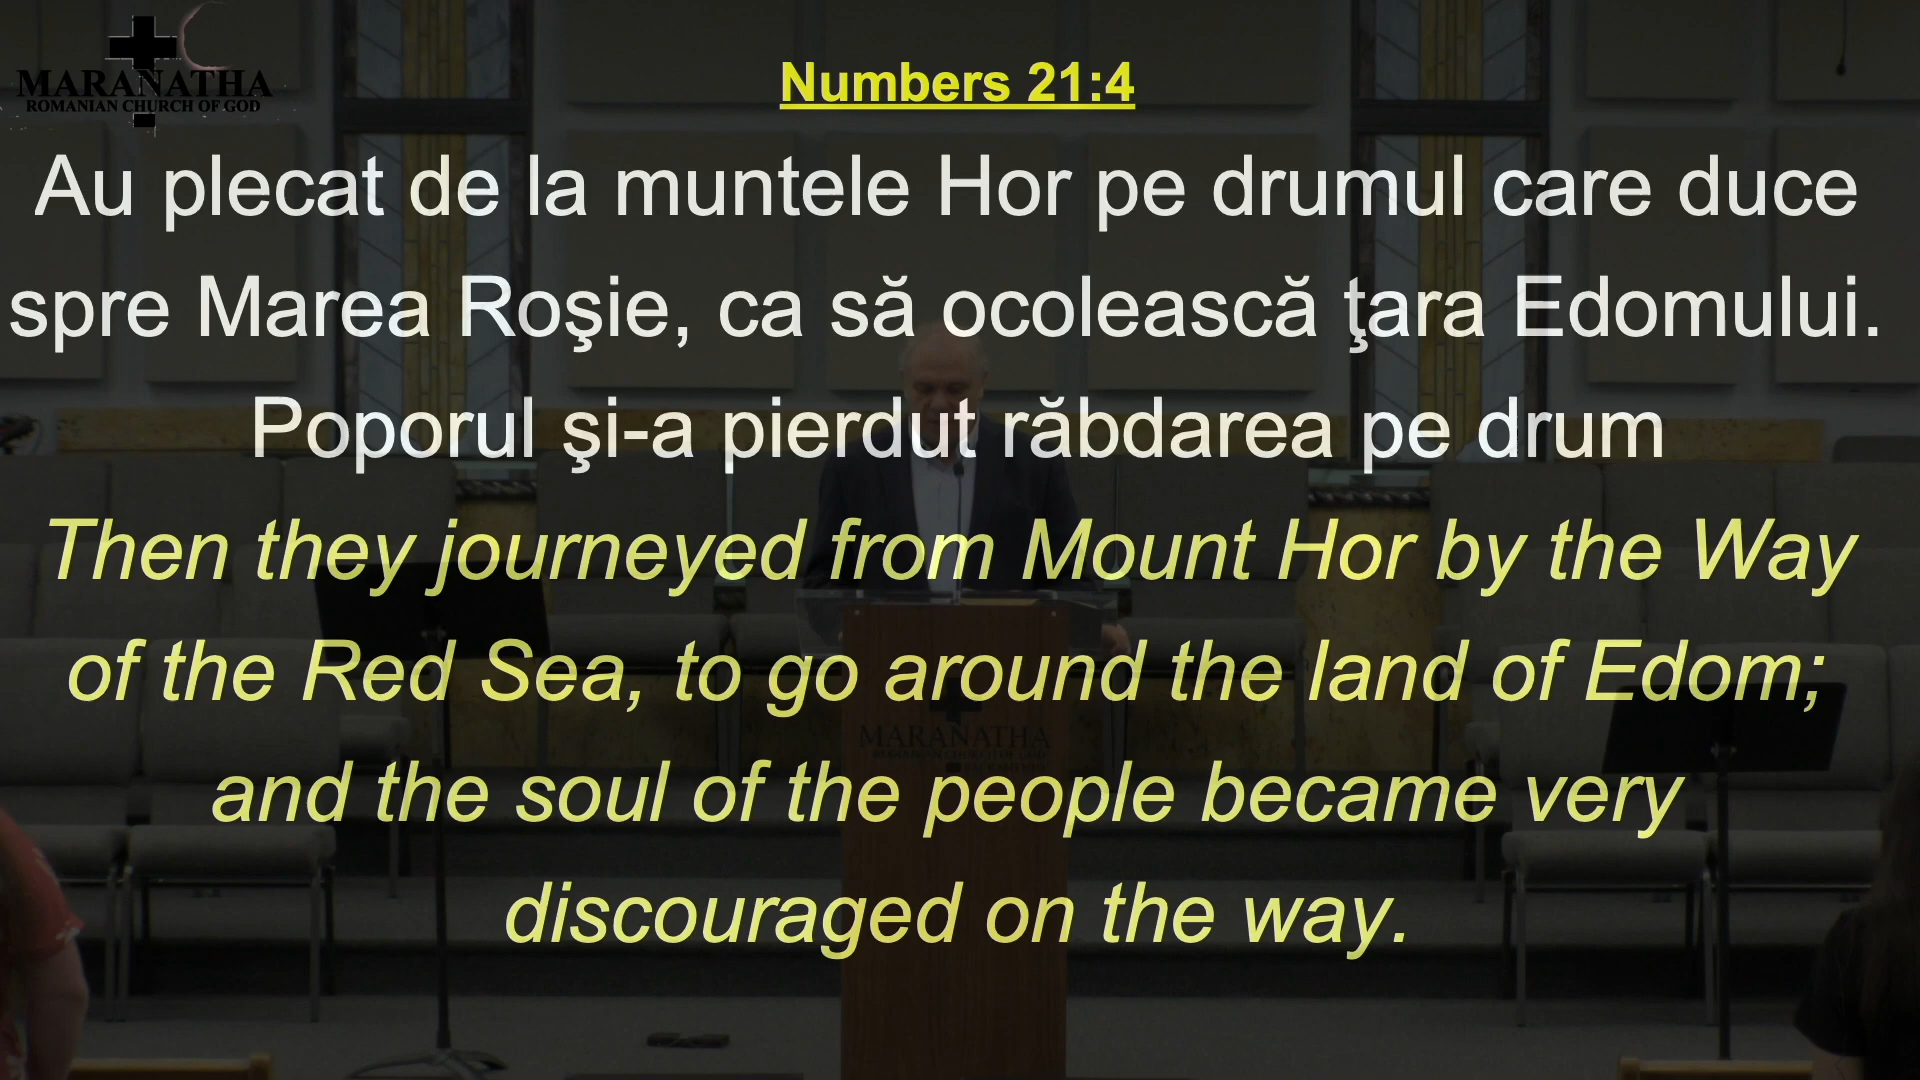 MARANATHA
ROMANIAN CHURCH OF GOD
Numbers 21:4
Au plecat de la muntele Hor pe drumul care duce
spre Marea Roşie, ca să ocolească ţara Edomului.
Poporul şi-a pierdut răbdarea pe drum
Then they journeyed from Mount Hor by the Way
of the Red Sea, to go around the land of Edom;
and the soul of the people became very
discouraged on the way.
MARANATHA